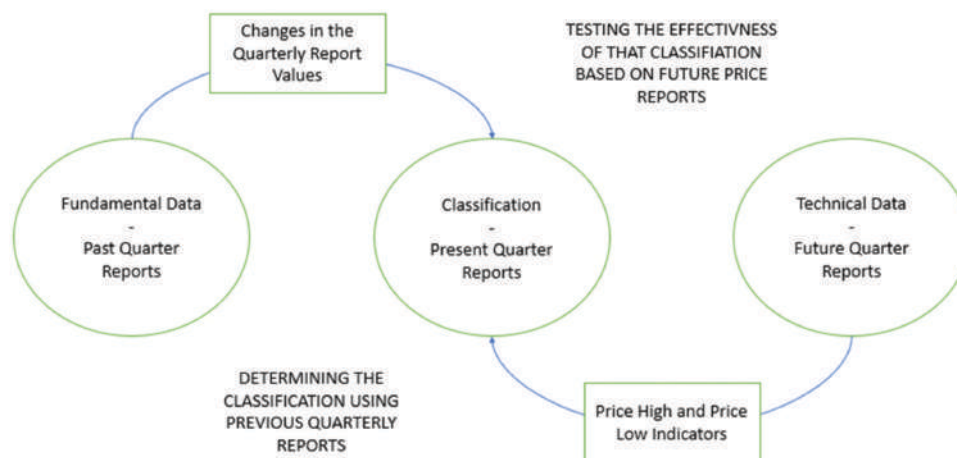 Changes in the
Quarterly Report
Values
TESTING THE EFFECTIVNESS
OF THAT CLASSIFIATION
BASED ON FUTURE PRICE
REPORTS
Fundamental Data
-
Past Quarter
Reports
Classification
-
Present Quarter
Reports
Technical Data
-
Future Quarter
Reports
DETERMINING THE
CLASSIFICATION USING
PREVIOUS QUARTERLY
REPORTS
Price High and Price
Low Indicators